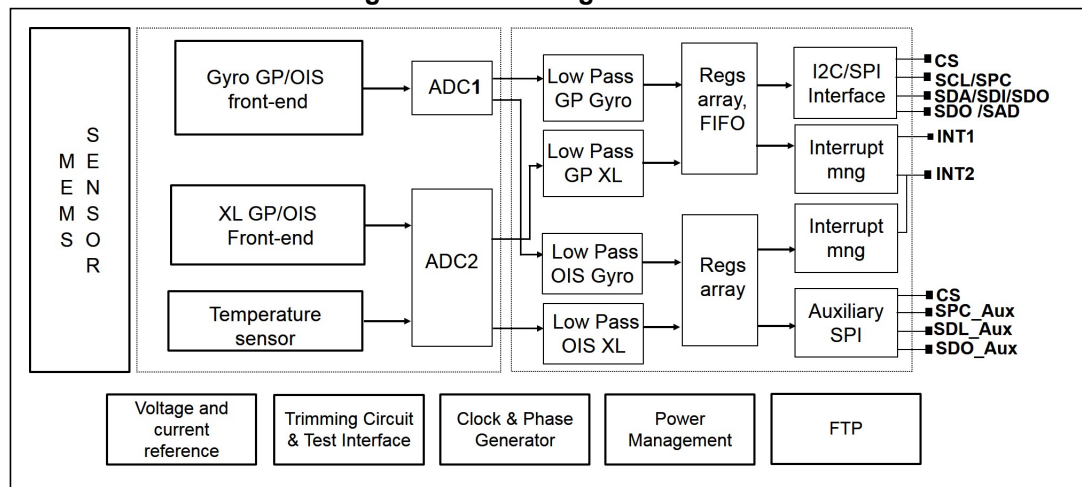 MEMS
SENSOR
Gyro GP/OIS
front-end
ADC1
XL GP/OIS
Front-end
Temperature
sensor
ADC2
Low Pass
GP Gyro
Low Pass
GP XL
Low Pass
OIS Gyro
Low Pass
OIS XL
Regs
array,
FIFO
Regs
array
I2C/SPI
Interface
Interrupt
mng
Interrupt
mng
Auxiliary
SPI
CS
SCL/SPC
SDA/SDI/SDO
SDO /SAD
INT1
INT2
CS
SPC_Aux
SDL_Aux
SDO_Aux
Voltage and
current
reference
Trimming Circuit
& Test Interface
Clock & Phase
Generator
Power
Management
FTP